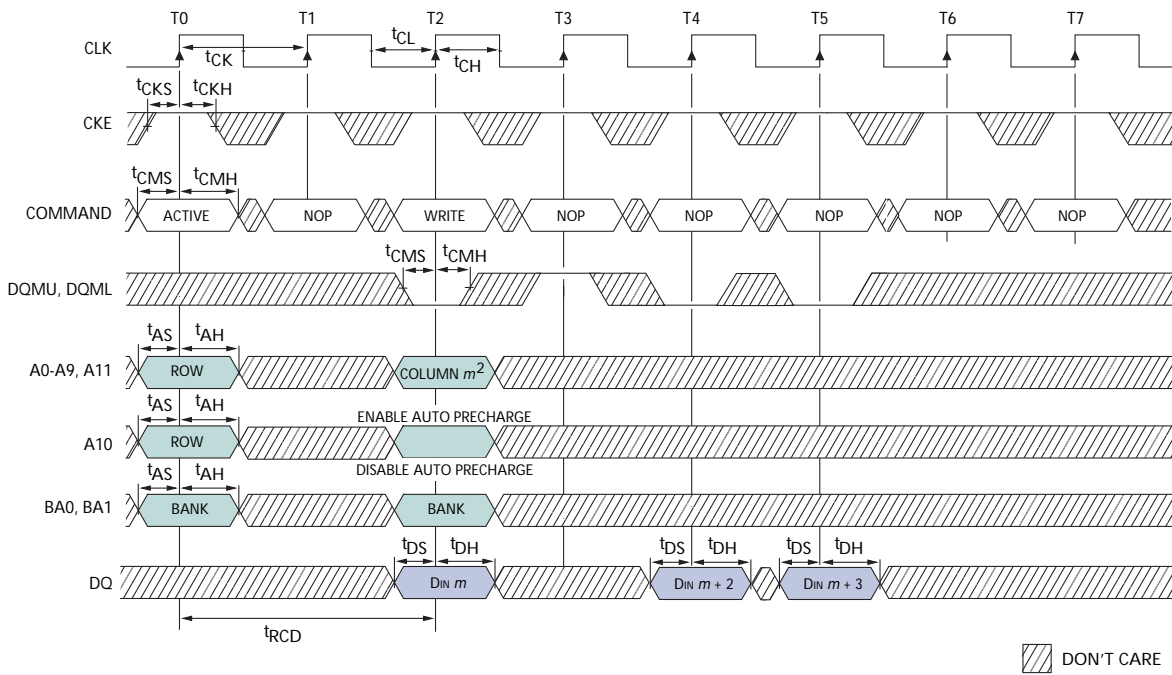 T0 T1 T2 T3 T4 T5 T6 T7
CLK
tCK tCL tCH
tCKS tCKH
CKE
tCMS tCMH
COMMAND ACTIVE NOP WRITE NOP NOP NOP NOP NOP
tCMS tCMH
DQMU, DQML
tAS tAH
A0-A9, A11 ROW COLUMN m2
tAS tAH ENABLE AUTO PRECHARGE
A10 ROW
DISABLE AUTO PRECHARGE
tAS tAH
BA0, BA1 BANK BANK
tDS tDH tDS tDH tDS tDH
DQ DIN m DIN m + 2 DIN m + 3
tRCD
DON'T CARE